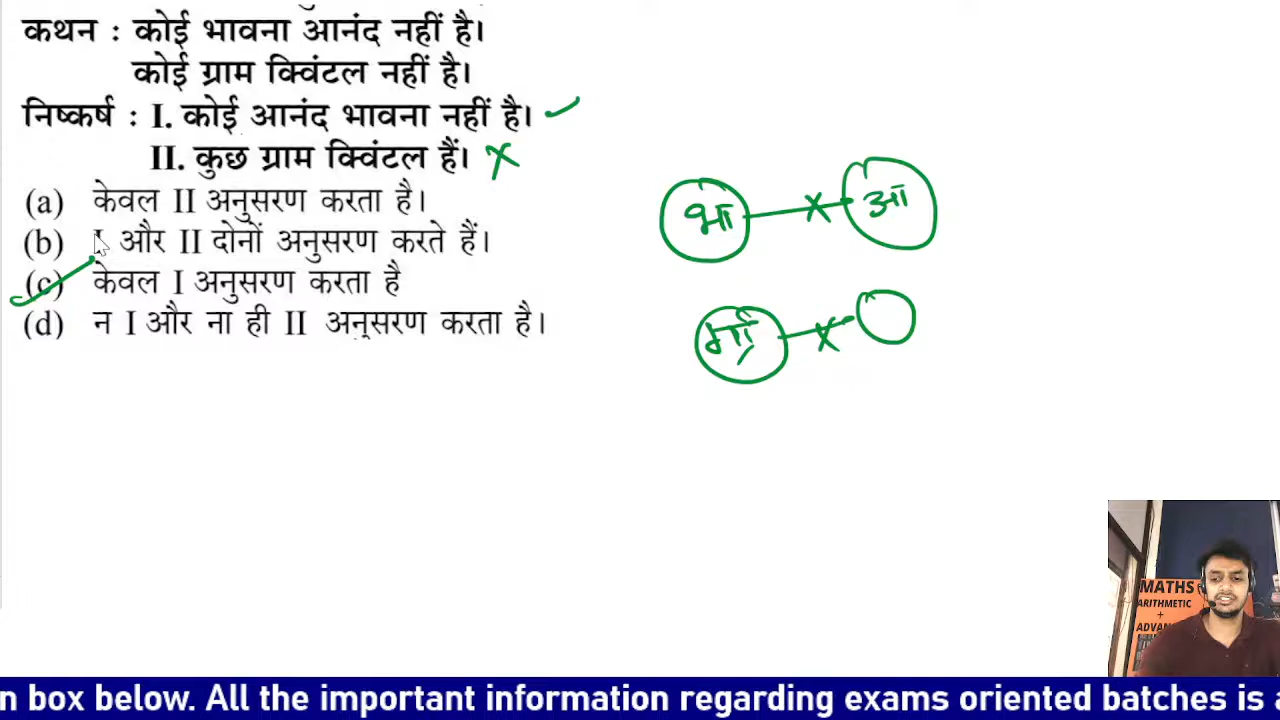 कथन : कोई भावना आनंद नहीं है।
कोई ग्राम क्विंटल नहीं है।
निष्कर्ष : I. कोई आनंद भावना नहीं है।
II. कुछ ग्राम क्विंटल हैं।
(a) केवल II अनुसरण करता है।
(b) I और II दोनों अनुसरण करते हैं।
(c) केवल I अनुसरण करता है
(d) न I और ना ही II अनुसरण करता है।
भा
आ
MATHS
ARITHMETIC
+
n box below. All the important information regarding exams oriented batches is